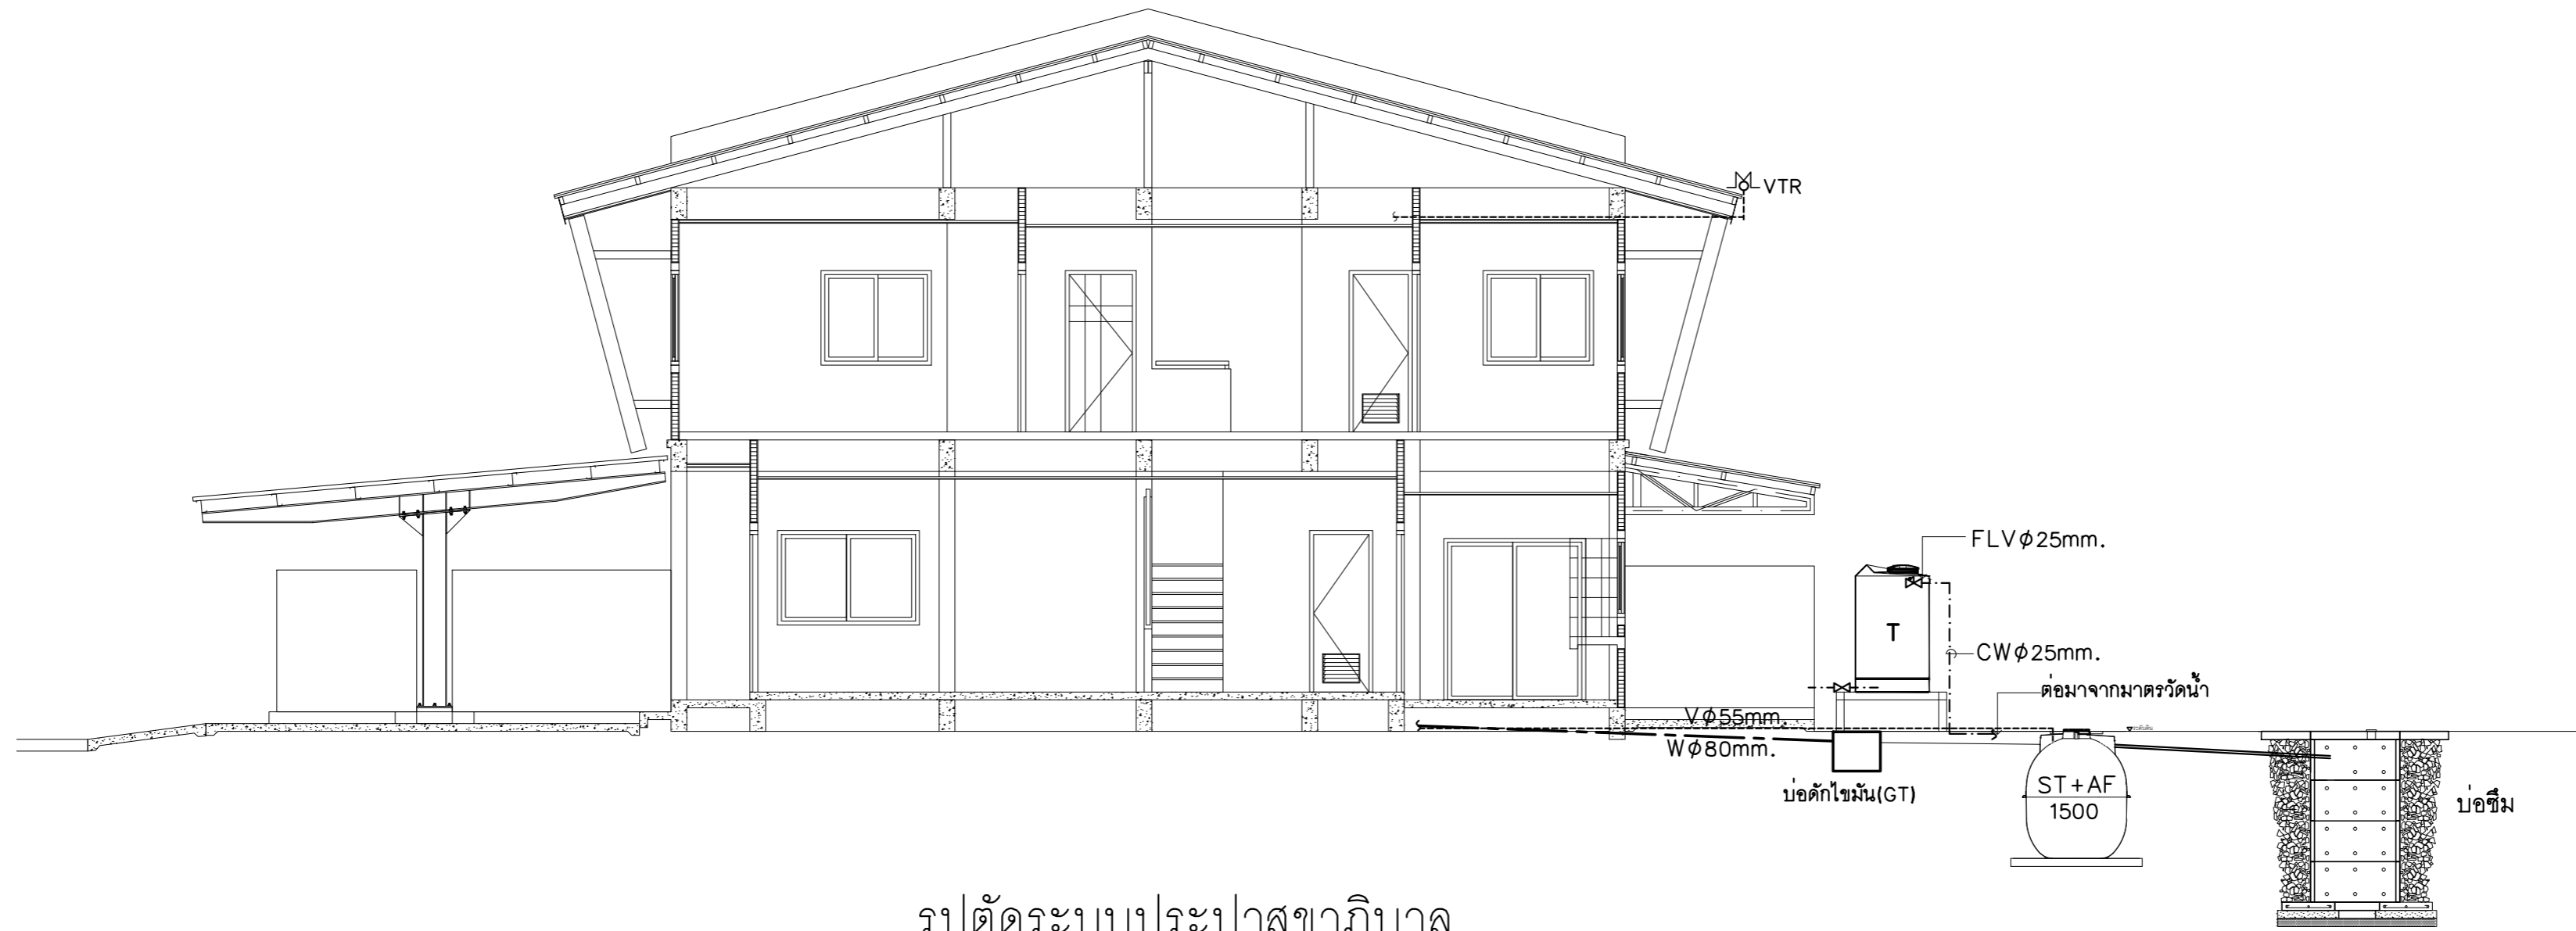 VTR
FLVφ25mm.
T
CWφ25mm.
ต่อมาจากมาตรวัดน้ำ
Vφ55mm.
Wφ80mm.
บ่อดักไขมัน(GT)
ST+AF
1500
บ่อซึม
รูปตัดระบบประปาสุขาภิบาล